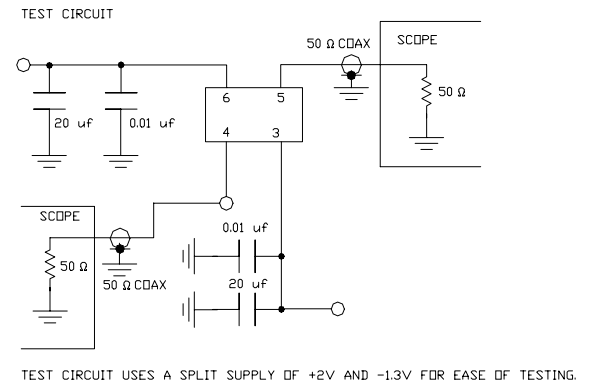 TEST CIRCUIT
50 Ω COAX
SCOPE
50 Ω
20 uf
0.01 uf
6
5
4
3
SCOPE
50 Ω
50 Ω COAX
0.01 uf
20 uf
TEST CIRCUIT USES A SPLIT SUPPLY OF +2V AND -1.3V FOR EASE OF TESTING.